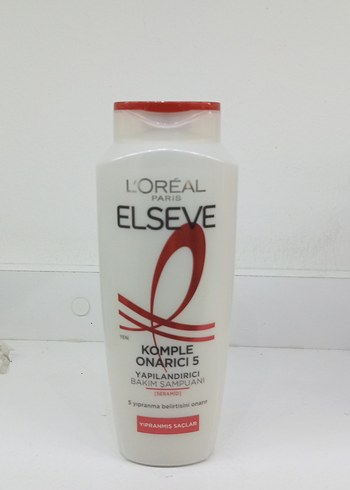 L'ORÉAL
PARIS
ELSEVE
KOMPLE
ONARICI 5
YAPILANDIRICI
BAKIM ŞAMPUANI
[SERAMİD]
5 yıpranma belirtisini onarır
YIPRANMIŞ SAÇLAR